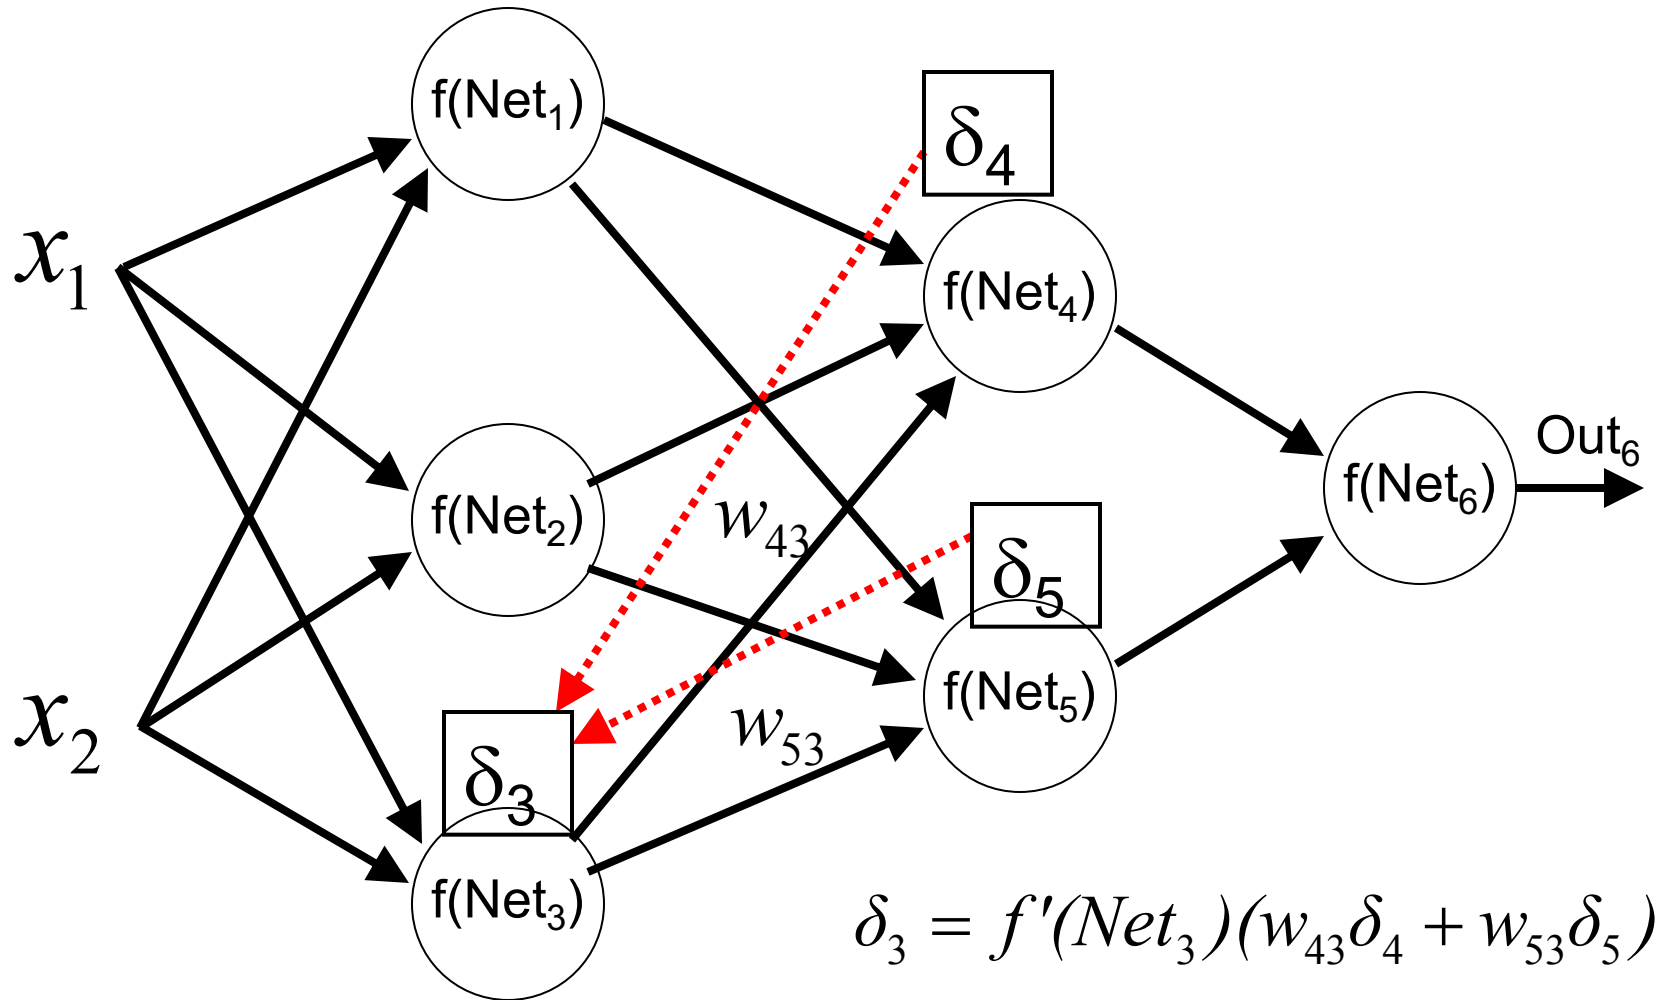 f(Net₁)
δ₄
x₁
f(Net₄)
Out₆
f(Net₆)
f(Net₂)
w₄₃
δ₅
x₂
f(Net₅)
w₅₃
δ₃
f(Net₃)
δ₃ = f'(Net₃)(w₄₃δ₄ + w₅₃δ₅)